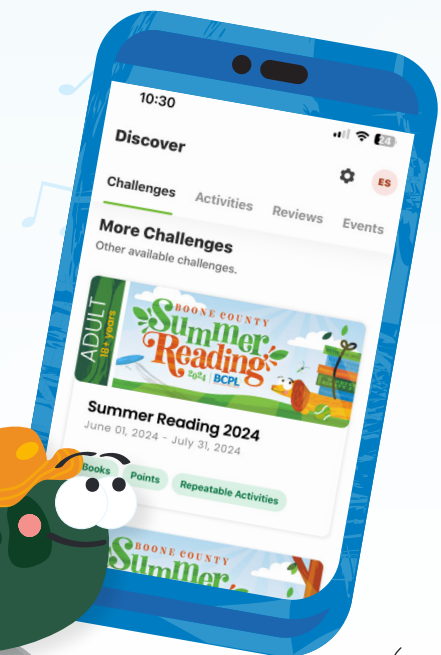 10:30
24
Discover
ES
Challenges Activities Reviews Events
More Challenges
Other available challenges.
ADULT
18+ years
BOONE COUNTY
Summer
Reading
2024 BCPL
Summer Reading 2024
June 01, 2024 - July 31, 2024
Books Points Repeatable Activities
BOONE COUNTY
Summer